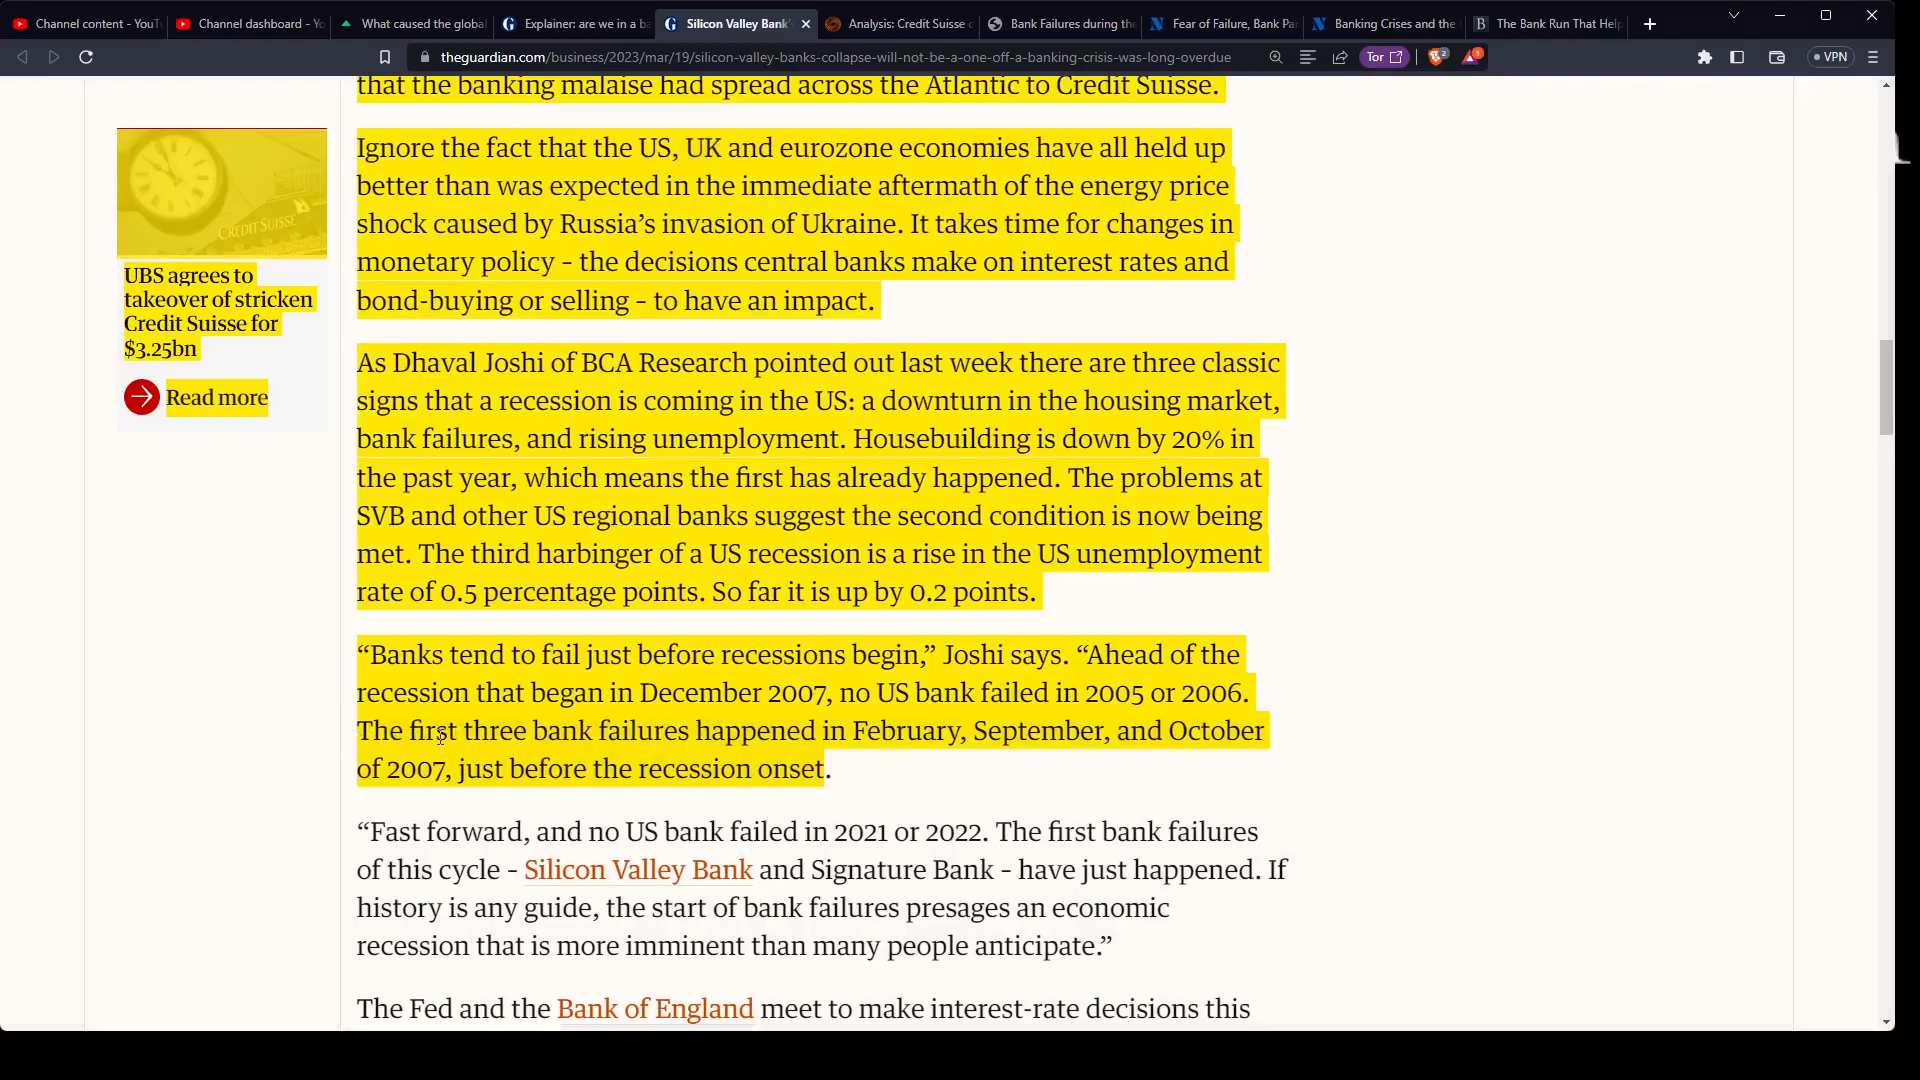 Channel content - YouT
Channel dashboard - Yo
What caused the global
Explainer: are we in a ba
Silicon Valley Bank'
Analysis: Credit Suisse c
Bank Failures during the
Fear of Failure, Bank Pa
Banking Crises and the
The Bank Run That Help
theguardian.com/business/2023/mar/19/silicon-valley-banks-collapse-will-not-be-a-one-off-a-banking-crisis-was-long-overdue
Tor
2
1
VPN
that the banking malaise had spread across the Atlantic to Credit Suisse.
CREDIT SUISSE
UBS agrees to
takeover of stricken
Credit Suisse for
$3.25bn
Read more
Ignore the fact that the US, UK and eurozone economies have all held up
better than was expected in the immediate aftermath of the energy price
shock caused by Russia’s invasion of Ukraine. It takes time for changes in
monetary policy – the decisions central banks make on interest rates and
bond-buying or selling – to have an impact.
As Dhaval Joshi of BCA Research pointed out last week there are three classic
signs that a recession is coming in the US: a downturn in the housing market,
bank failures, and rising unemployment. Housebuilding is down by 20% in
the past year, which means the first has already happened. The problems at
SVB and other US regional banks suggest the second condition is now being
met. The third harbinger of a US recession is a rise in the US unemployment
rate of 0.5 percentage points. So far it is up by 0.2 points.
“Banks tend to fail just before recessions begin,” Joshi says. “Ahead of the
recession that began in December 2007, no US bank failed in 2005 or 2006.
The first three bank failures happened in February, September, and October
of 2007, just before the recession onset.
“Fast forward, and no US bank failed in 2021 or 2022. The first bank failures
of this cycle – Silicon Valley Bank and Signature Bank – have just happened. If
history is any guide, the start of bank failures presages an economic
recession that is more imminent than many people anticipate.”
The Fed and the Bank of England meet to make interest-rate decisions this